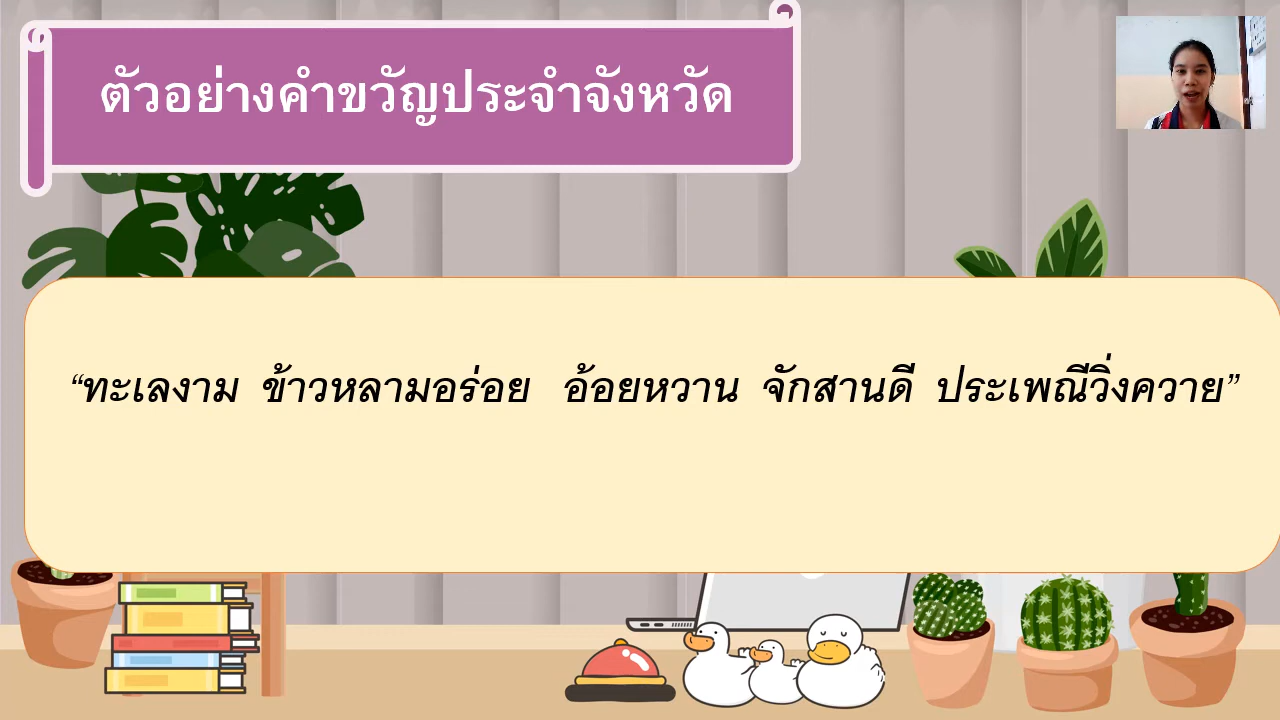 ตัวอย่างคำขวัญประจำจังหวัด
“ทะเลงาม ข้าวหลามอร่อย อ้อยหวาน จักสานดี ประเพณีวิ่งควาย”